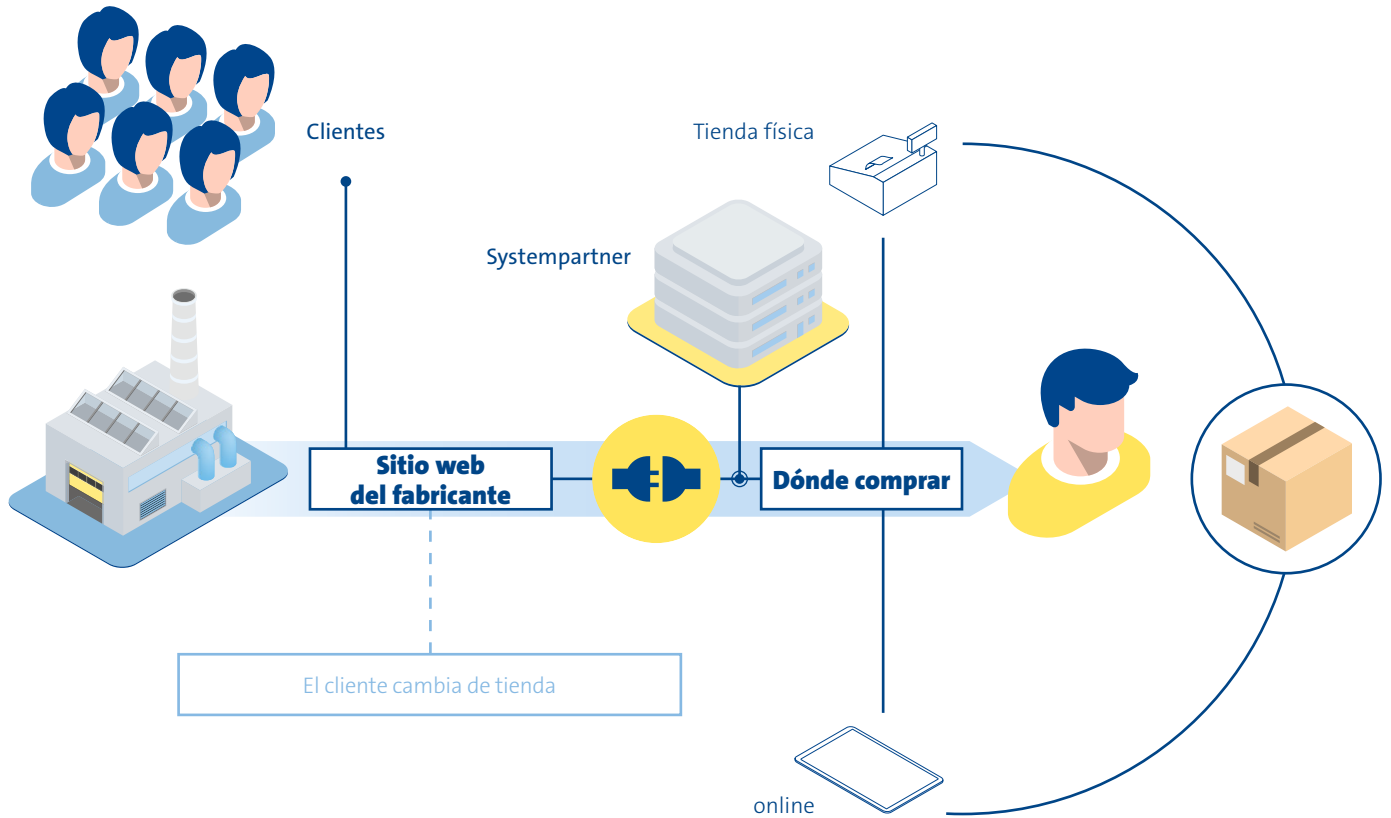 Clientes
Tienda física
Systempartner
Sitio web
del fabricante
Dónde comprar
El cliente cambia de tienda
online